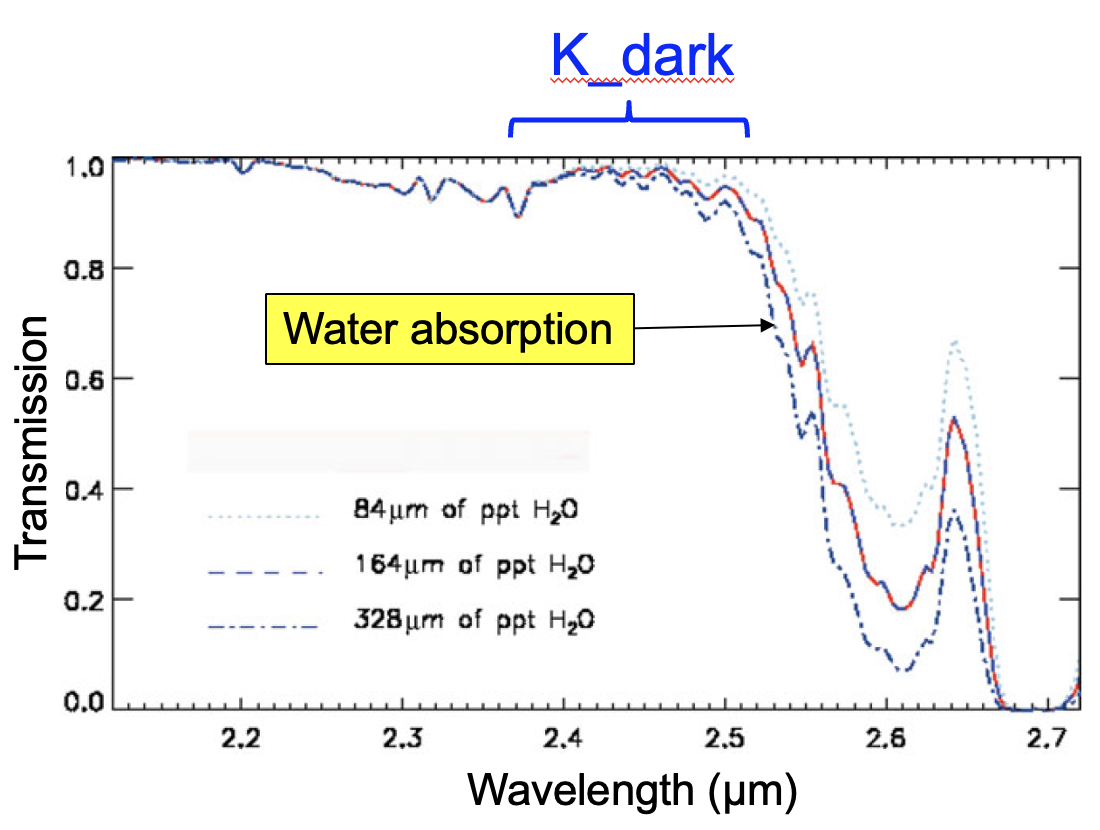 K_dark
1.0
0.8
0.6
0.4
0.2
0.0
Transmission
Water absorption
84μm of ppt H₂O
164μm of ppt H₂O
328μm of ppt H₂O
2.2 2.3 2.4 2.5 2.6 2.7
Wavelength (μm)